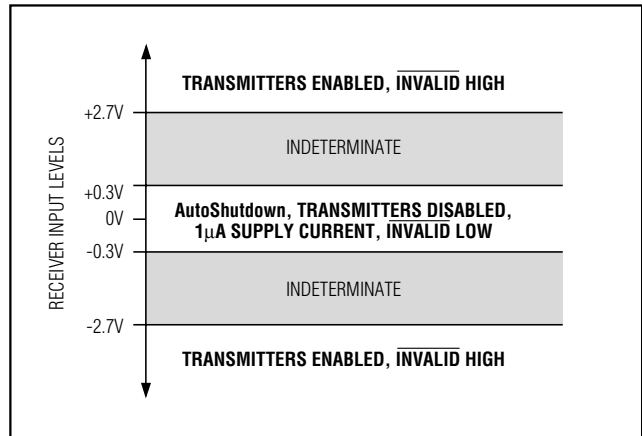 TRANSMITTERS ENABLED, INVALID HIGH
+2.7V
INDETERMINATE
+0.3V
AutoShutdown, TRANSMITTERS DISABLED,
0V
1µA SUPPLY CURRENT, INVALID LOW
-0.3V
INDETERMINATE
-2.7V
TRANSMITTERS ENABLED, INVALID HIGH
RECEIVER INPUT LEVELS